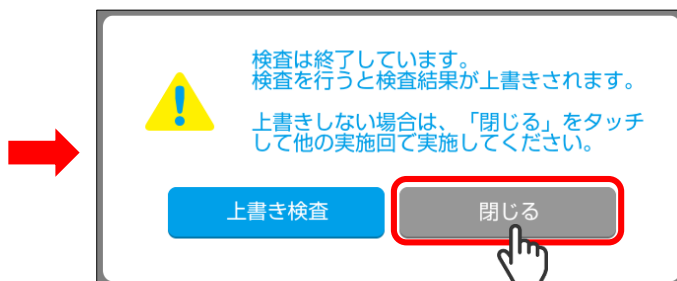 検査は終了しています。
検査を行うと検査結果が上書きされます。
上書きしない場合は、「閉じる」をタッチ
して他の実施回で実施してください。
上書き検査
閉じる